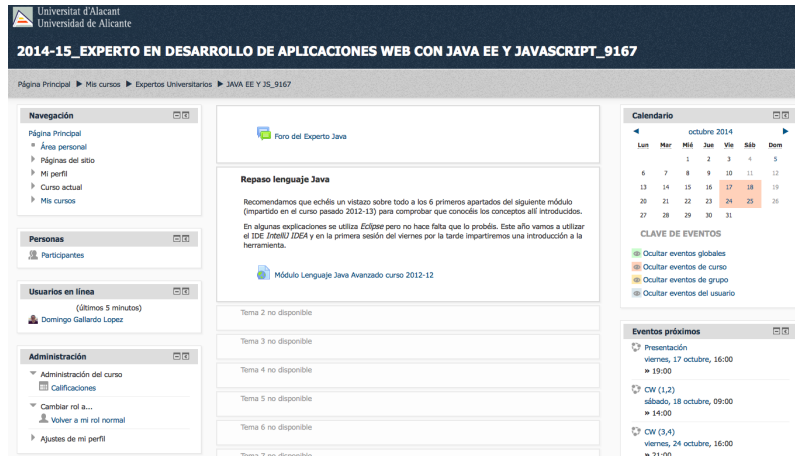 Universitat d'Alacant
Universidad de Alicante
2014-15_EXPERTO EN DESARROLLO DE APLICACIONES WEB CON JAVA EE Y JAVASCRIPT_9167
Página Principal ▶ Mis cursos ▶ Expertos Universitarios ▶ JAVA EE Y JS_9167
Navegación
Página Principal
Área personal
Páginas del sitio
Mi perfil
Curso actual
Mis cursos
Personas
Participantes
Usuarios en línea
(últimos 5 minutos)
Domingo Gallardo Lopez
Administración
Administración del curso
Calificaciones
Cambiar rol a...
Volver a mi rol normal
Ajustes de mi perfil
Foro del Experto Java
Repaso lenguaje Java
Recomendamos que echéis un vistazo sobre todo a los 6 primeros apartados del siguiente módulo
(impartido en el curso pasado 2012-13) para comprobar que conocéis los conceptos allí introducidos.
En algunas explicaciones se utiliza Eclipse pero no hace falta que lo probéis. Este año vamos a utilizar
el IDE IntelliJ IDEA y en la primera sesión del viernes por la tarde impartiremos una introducción a la
herramienta.
Módulo Lenguaje Java Avanzado curso 2012-12
Tema 2 no disponible
Tema 3 no disponible
Tema 4 no disponible
Tema 5 no disponible
Tema 6 no disponible
Tema 7 no disponible
Calendario
◀ octubre 2014 ▶
Lun Mar Mié Jue Vie Sáb Dom
1 2 3 4 5
6 7 8 9 10 11 12
13 14 15 16 17 18 19
20 21 22 23 24 25 26
27 28 29 30 31
CLAVE DE EVENTOS
Ocultar eventos globales
Ocultar eventos de curso
Ocultar eventos de grupo
Ocultar eventos del usuario
Eventos próximos
Presentación
viernes, 17 octubre, 16:00
» 19:00
CW (1,2)
sábado, 18 octubre, 09:00
» 14:00
CW (3,4)
viernes, 24 octubre, 16:00
» 21:00